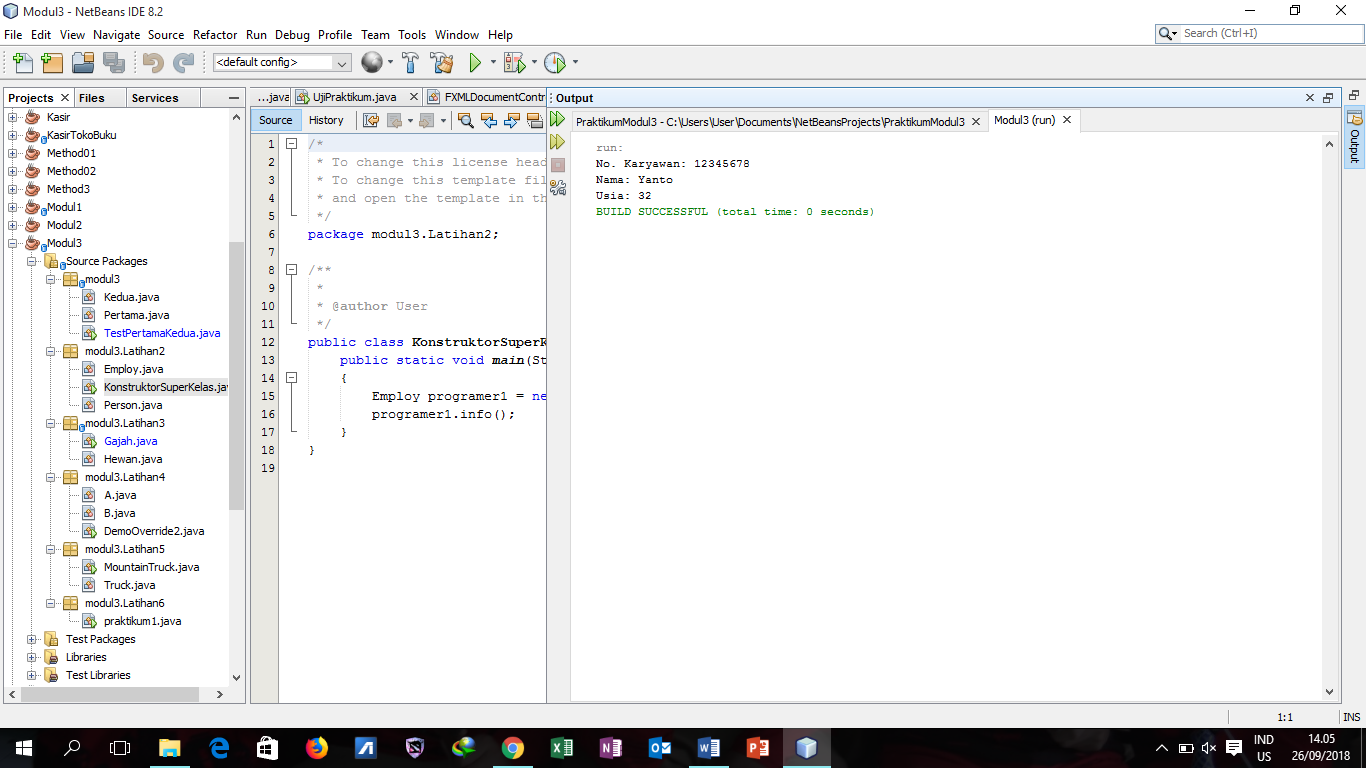 Modul3 - NetBeans IDE 8.2
File Edit View Navigate Source Refactor Run Debug Profile Team Tools Window Help
Search (Ctrl+I)
<default config>
Projects Files Services
Kasir
KasirTokoBuku
Method01
Method02
Method3
Modul1
Modul2
Modul3
Source Packages
modul3
Kedua.java
Pertama.java
TestPertamaKedua.java
modul3.Latihan2
Employ.java
KonstruktorSuperKelas.jav
Person.java
modul3.Latihan3
Gajah.java
Hewan.java
modul3.Latihan4
A.java
B.java
DemoOverride2.java
modul3.Latihan5
MountainTruck.java
Truck.java
modul3.Latihan6
praktikum1.java
Test Packages
Libraries
Test Libraries
...java UjiPraktikum.java FXMLDocumentContr
Source History
1 /*
2 * To change this license head
3 * To change this template fil
4 * and open the template in th
5 */
6 package modul3.Latihan2;
7
8 /**
9 *
10 * @author User
11 */
12 public class KonstruktorSuperK
13 public static void main(St
14 {
15 Employ programer1 = ne
16 programer1.info();
17 }
18 }
19
Output
PraktikumModul3 - C:\Users\User\Documents\NetBeansProjects\PraktikumModul3 Modul3 (run)
run:
No. Karyawan: 12345678
Nama: Yanto
Usia: 32
BUILD SUCCESSFUL (total time: 0 seconds)
Output
1:1 INS
IND 14.05
US 26/09/2018